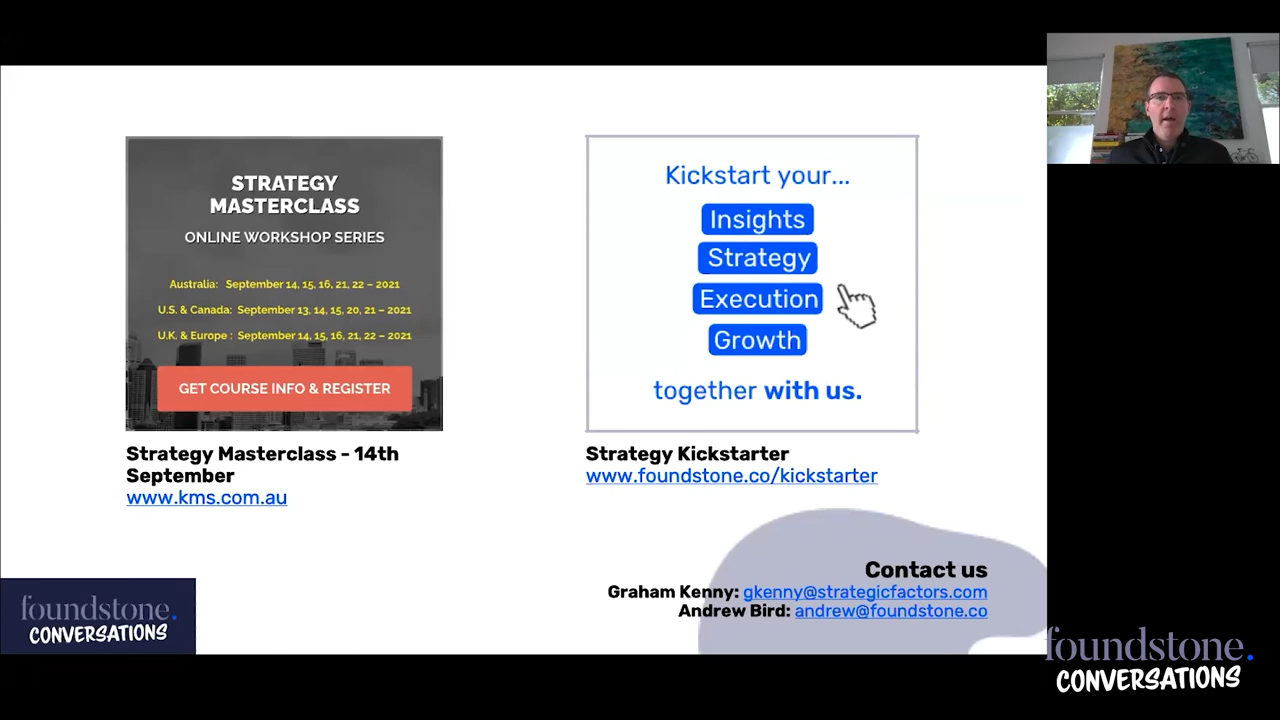 STRATEGY
MASTERCLASS
ONLINE WORKSHOP SERIES
Australia: September 14, 15, 16, 21, 22 – 2021
U.S. & Canada: September 13, 14, 15, 20, 21 – 2021
U.K. & Europe : September 14, 15, 16, 21, 22 – 2021
GET COURSE INFO & REGISTER
Strategy Masterclass - 14th
September
www.kms.com.au
Kickstart your...
Insights
Strategy
Execution
Growth
together with us.
Strategy Kickstarter
www.foundstone.co/kickstarter
Contact us
Graham Kenny: gkenny@strategicfactors.com
Andrew Bird: andrew@foundstone.co
foundstone.
CONVERSATIONS
foundstone.
CONVERSATIONS